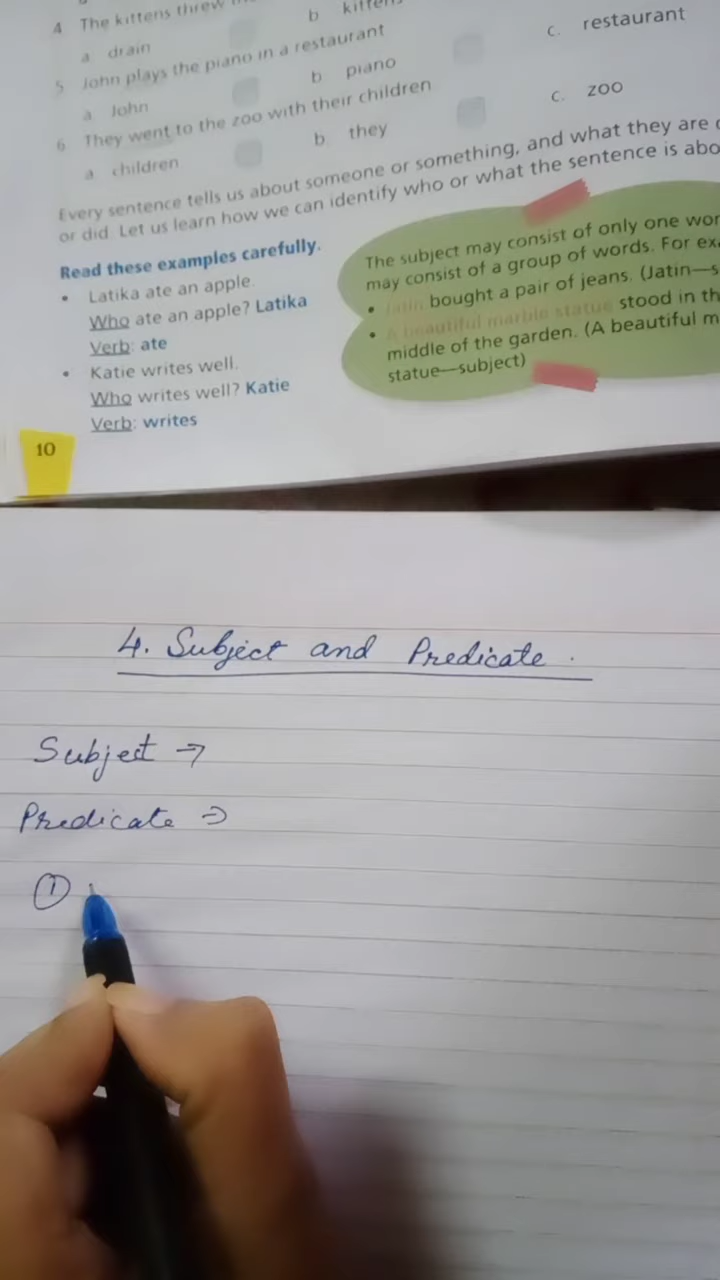 4 The kittens threw
a drain
b kittens
5 John plays the piano in a restaurant
a John
b piano
c. restaurant
6 They went to the zoo with their children
a children
b they
c. zoo
Every sentence tells us about someone or something, and what they are
or did. Let us learn how we can identify who or what the sentence is abo
Read these examples carefully.
• Latika ate an apple.
Who ate an apple? Latika
Verb: ate
• Katie writes well.
Who writes well? Katie
Verb: writes
The subject may consist of only one wor
may consist of a group of words. For exa
• Jatin bought a pair of jeans. (Jatin—s
• A beautiful marble statue stood in th
middle of the garden. (A beautiful m
statue—subject)
10
4. Subject and Predicate.
Subject →
Predicate ⇒
①